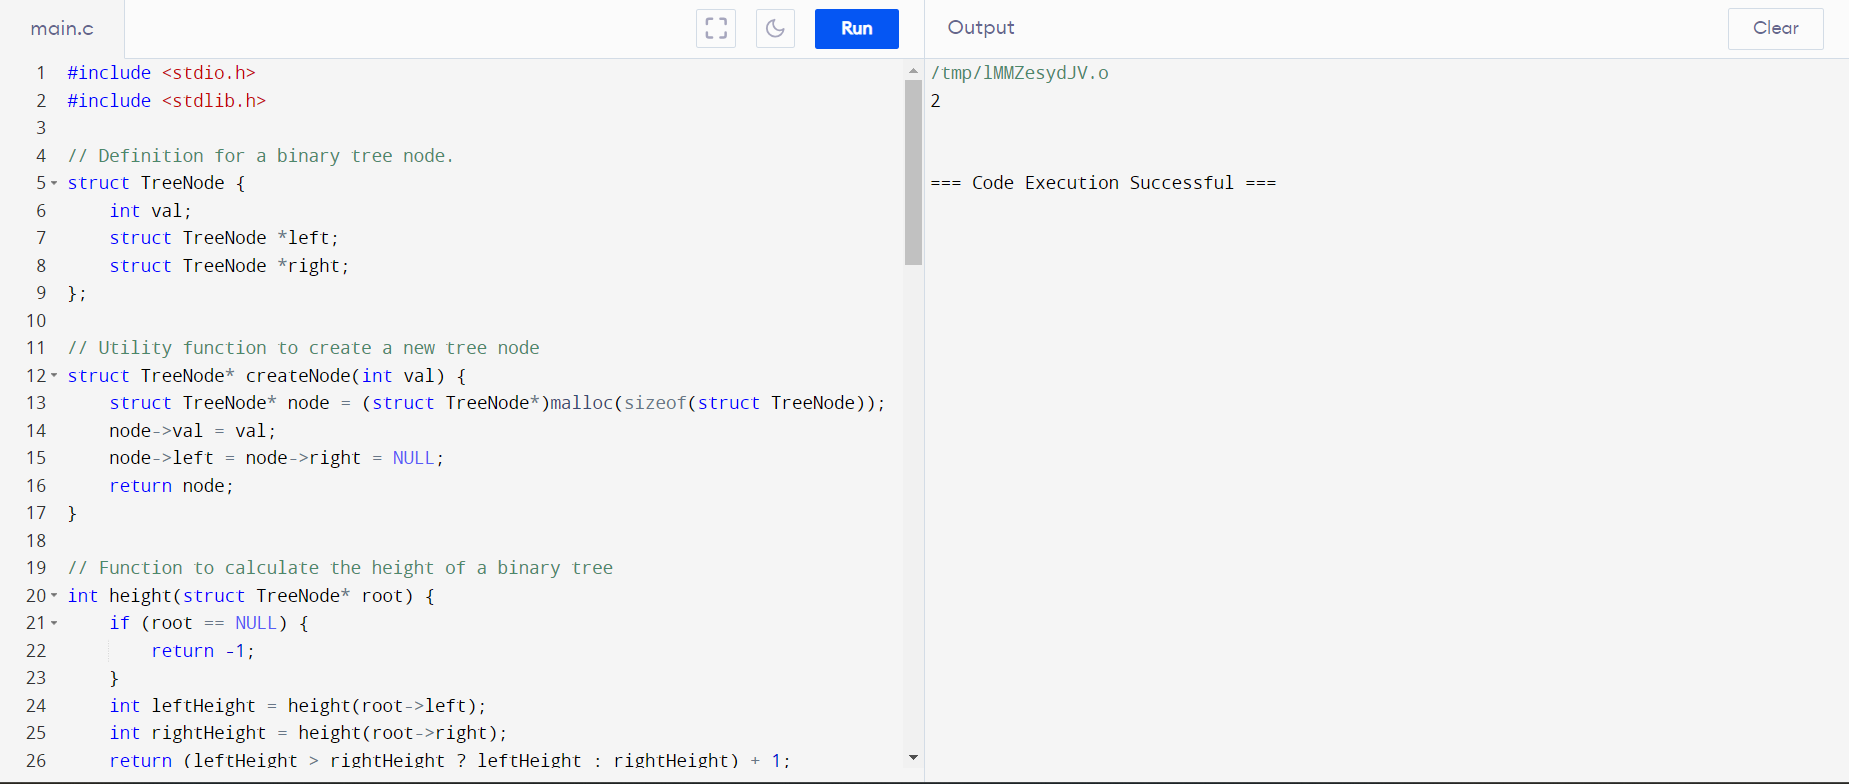 main.c
Run
Output
Clear
1 #include <stdio.h>
2 #include <stdlib.h>
3
4 // Definition for a binary tree node.
5 struct TreeNode {
6     int val;
7     struct TreeNode *left;
8     struct TreeNode *right;
9 };
10
11 // Utility function to create a new tree node
12 struct TreeNode* createNode(int val) {
13     struct TreeNode* node = (struct TreeNode*)malloc(sizeof(struct TreeNode));
14     node->val = val;
15     node->left = node->right = NULL;
16     return node;
17 }
18
19 // Function to calculate the height of a binary tree
20 int height(struct TreeNode* root) {
21     if (root == NULL) {
22         return -1;
23     }
24     int leftHeight = height(root->left);
25     int rightHeight = height(root->right);
26     return (leftHeight > rightHeight ? leftHeight : rightHeight) + 1;
/tmp/lMMZesydJV.o
2
=== Code Execution Successful ===